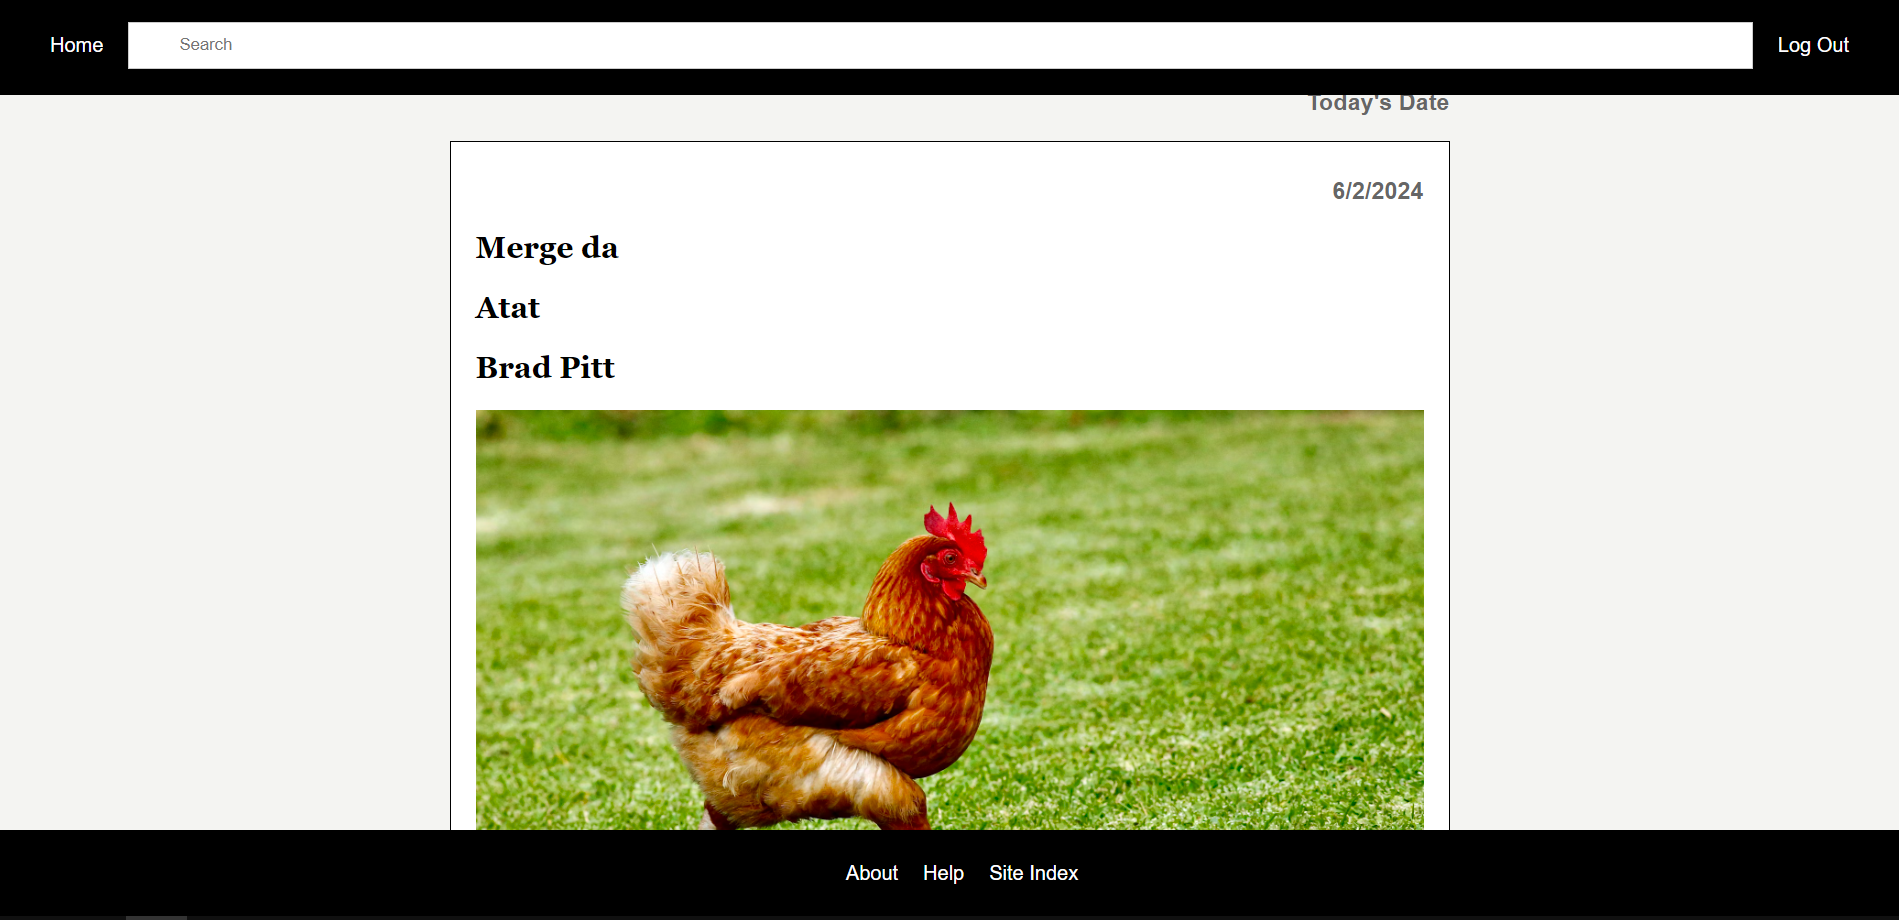 Home Search Log Out
Today's Date
6/2/2024
Merge da
Atat
Brad Pitt
About Help Site Index